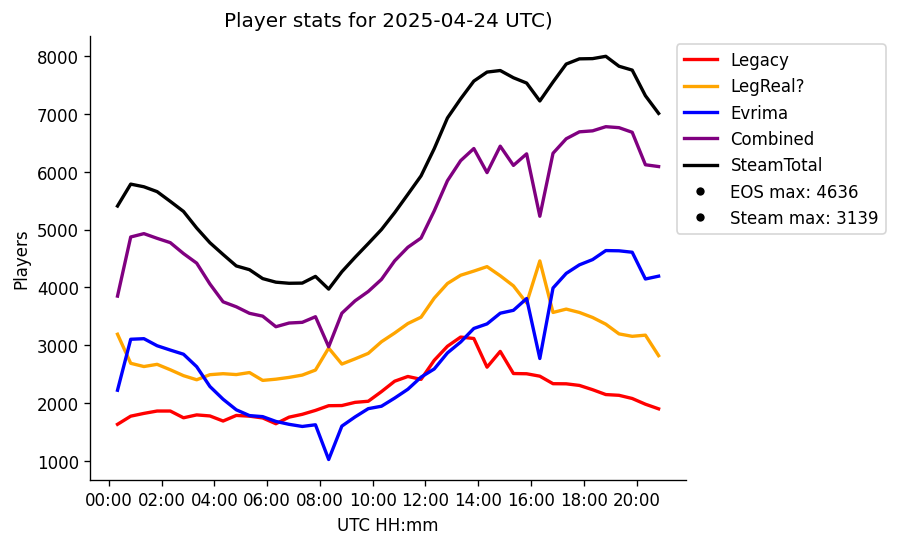 Player stats for 2025-04-24 UTC)
8000
7000
6000
5000
4000
3000
2000
1000
Players
00:00 02:00 04:00 06:00 08:00 10:00 12:00 14:00 16:00 18:00 20:00
UTC HH:mm
Legacy
LegReal?
Evrima
Combined
SteamTotal
EOS max: 4636
Steam max: 3139